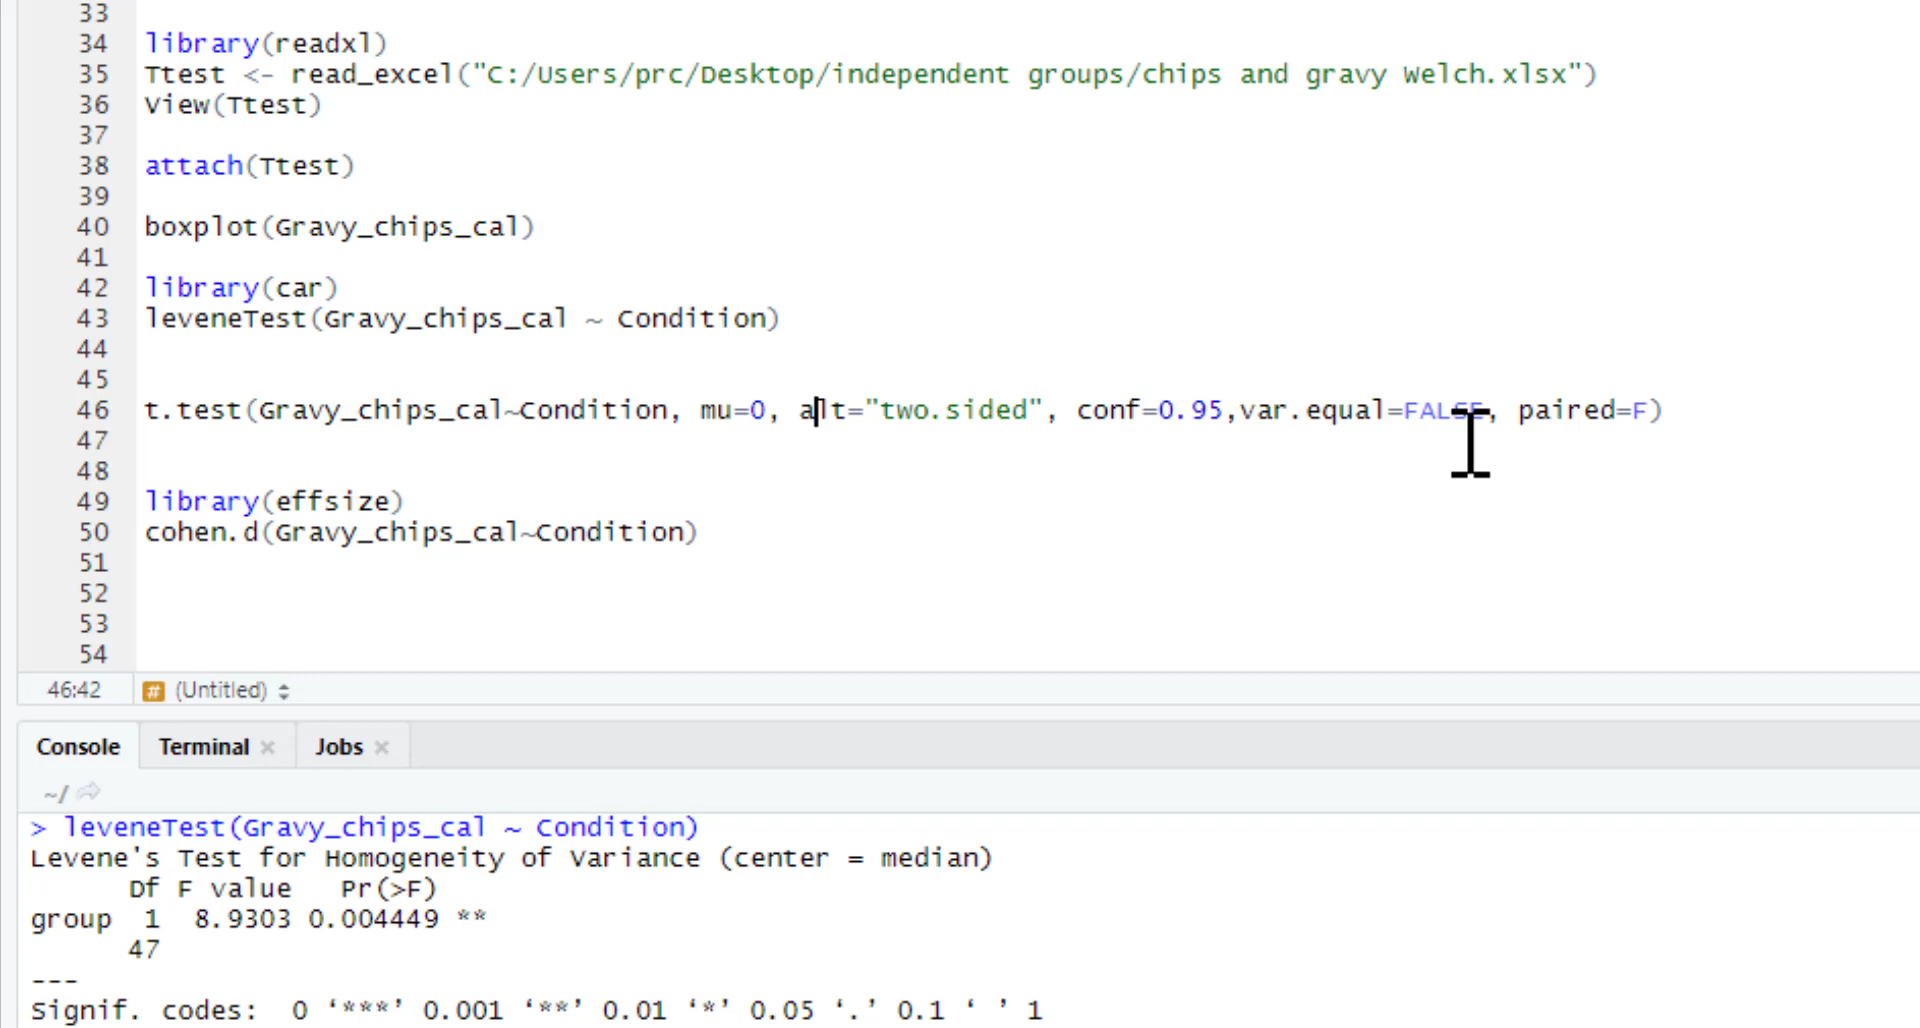 33
34 library(readxl)
35 Ttest <- read_excel("C:/Users/prc/Desktop/independent groups/chips and gravy Welch.xlsx")
36 View(Ttest)
37
38 attach(Ttest)
39
40 boxplot(Gravy_chips_cal)
41
42 library(car)
43 leveneTest(Gravy_chips_cal ~ Condition)
44
45
46 t.test(Gravy_chips_cal~Condition, mu=0, alt="two.sided", conf=0.95,var.equal=FALSE, paired=F)
47
48
49 library(effsize)
50 cohen.d(Gravy_chips_cal~Condition)
51
52
53
54
46:42 # (Untitled)
Console Terminal × Jobs ×
~/
> leveneTest(Gravy_chips_cal ~ Condition)
Levene's Test for Homogeneity of Variance (center = median)
Df F value Pr(>F)
group 1 8.9303 0.004449 **
47
---
Signif. codes: 0 ‘***’ 0.001 ‘**’ 0.01 ‘*’ 0.05 ‘.’ 0.1 ‘ ’ 1